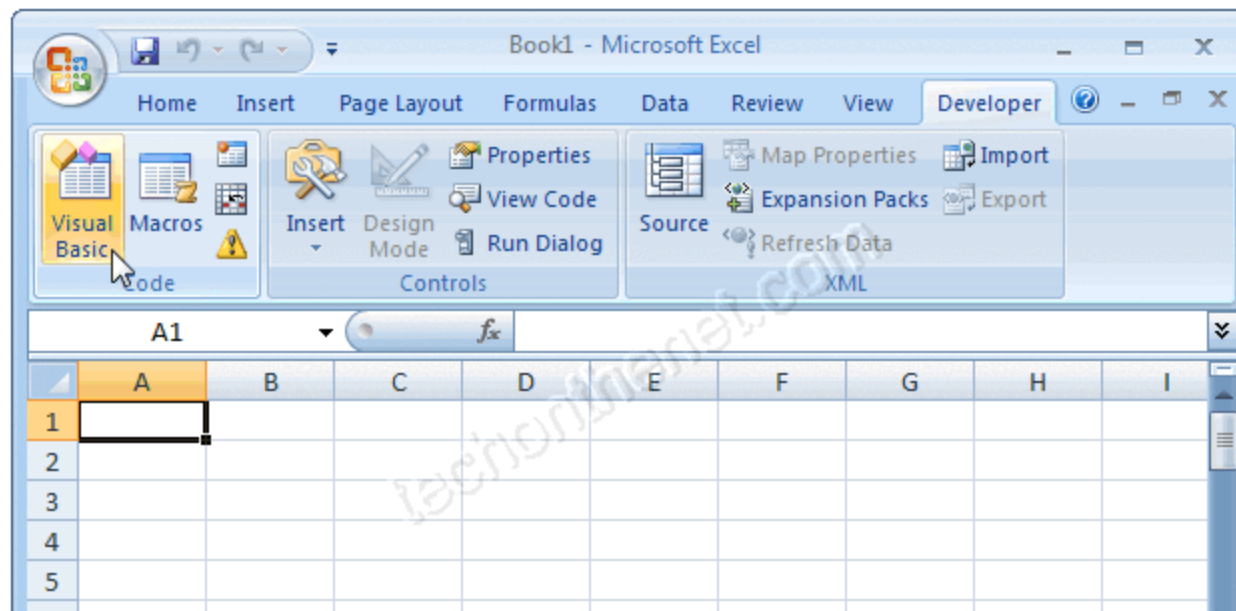 Book1 - Microsoft Excel
Home Insert Page Layout Formulas Data Review View Developer
Visual Basic
Macros
Code
Insert
Design Mode
Properties
View Code
Run Dialog
Controls
Source
Map Properties
Expansion Packs
Refresh Data
Import
Export
XML
A1 fx
A B C D E F G H I
1
2
3
4
5
techonthenet.com